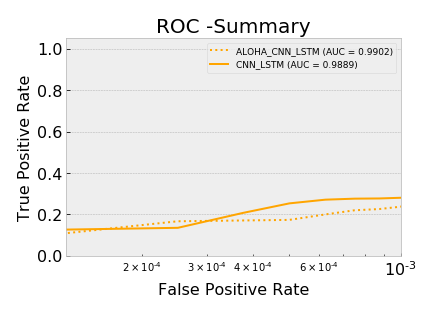 ROC -Summary
ALOHA_CNN_LSTM (AUC = 0.9902)
CNN_LSTM (AUC = 0.9889)
True Positive Rate
1.0
0.8
0.6
0.4
0.2
0.0
2 × 10⁻⁴ 3 × 10⁻⁴ 4 × 10⁻⁴ 6 × 10⁻⁴ 10⁻³
False Positive Rate